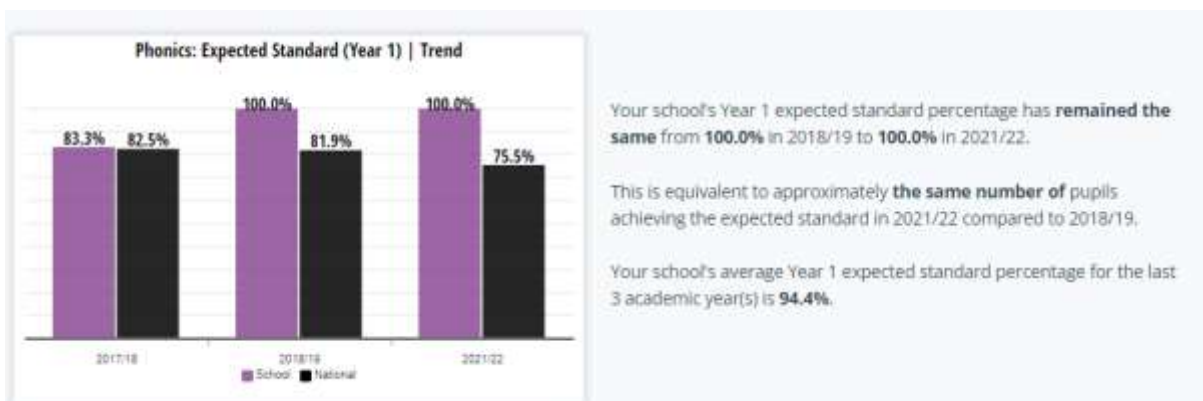 Phonics: Expected Standard (Year 1) | Trend
83.3% 82.5% 100.0% 81.9% 100.0% 75.5%
2017/18 2018/19 2021/22
School National
Your school's Year 1 expected standard percentage has remained the
same from 100.0% in 2018/19 to 100.0% in 2021/22.
This is equivalent to approximately the same number of pupils
achieving the expected standard in 2021/22 compared to 2018/19.
Your school's average Year 1 expected standard percentage for the last
3 academic year(s) is 94.4%.